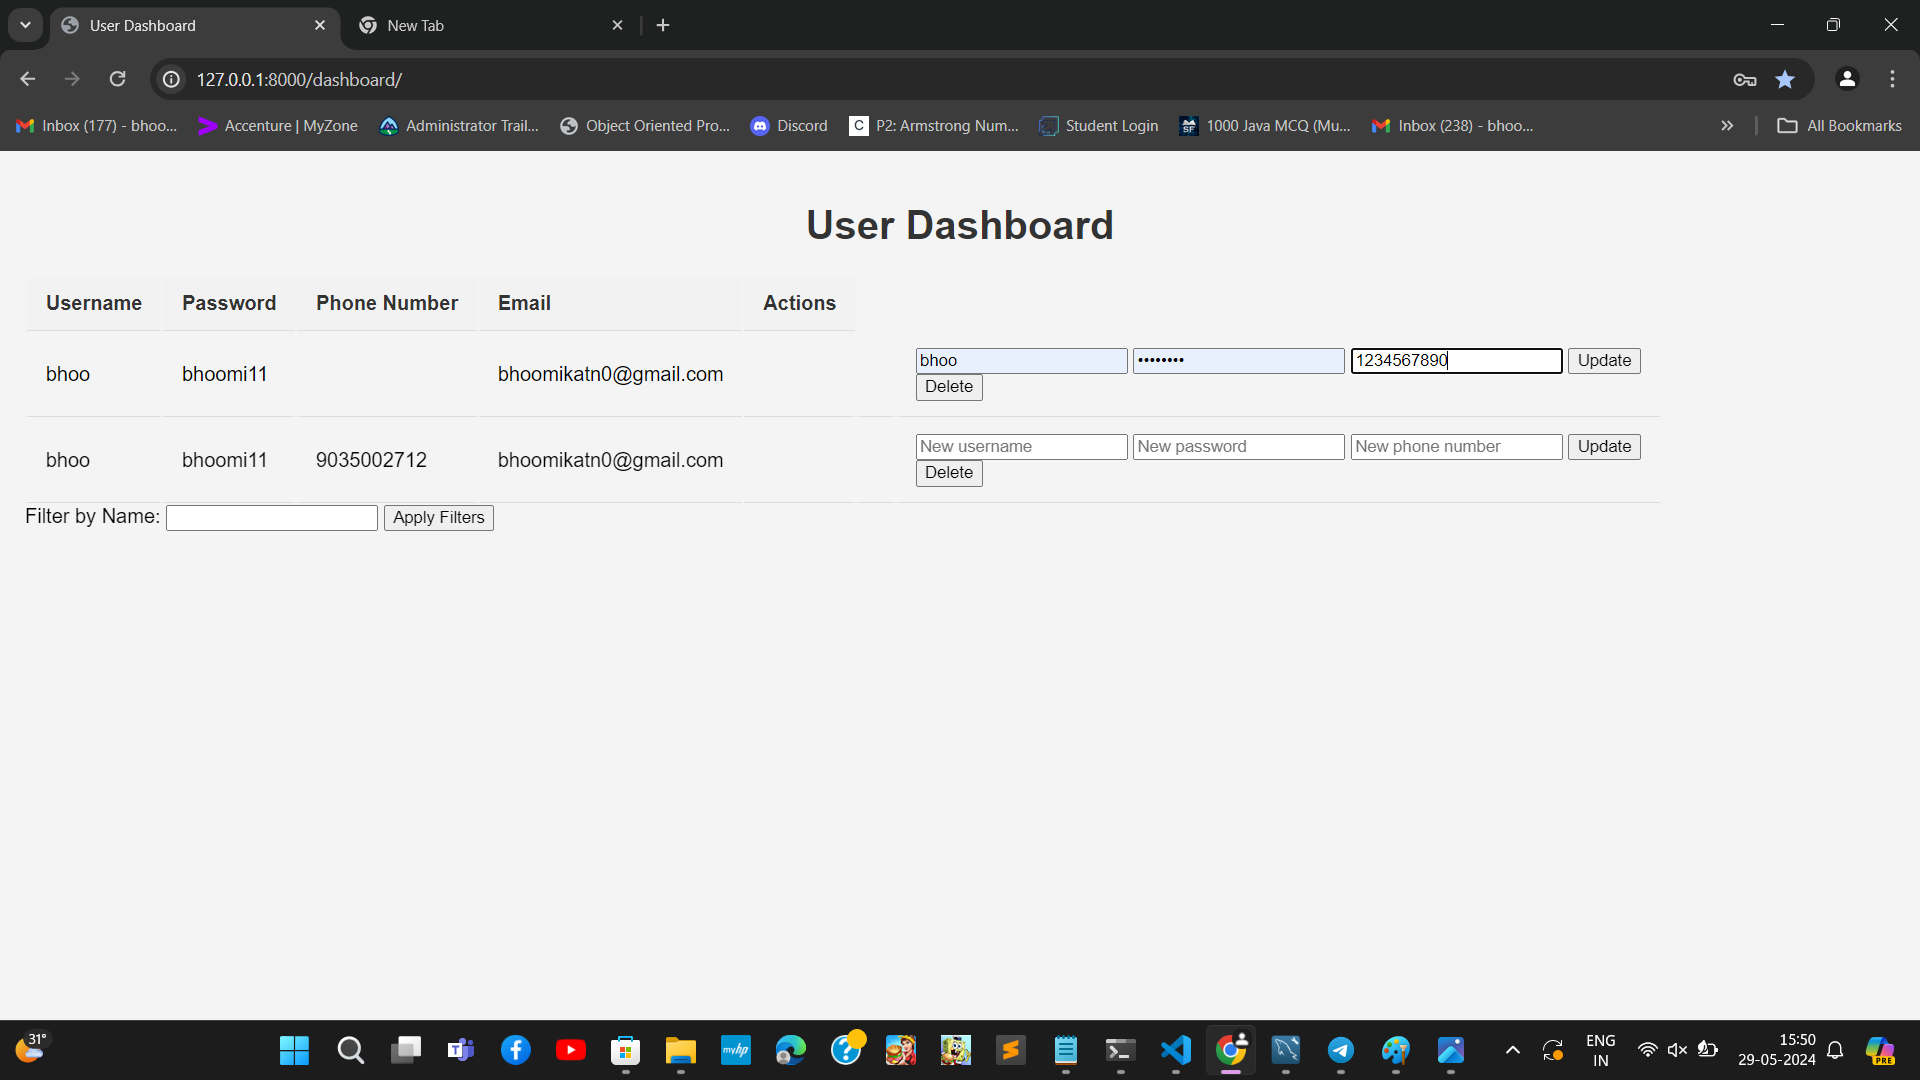 User Dashboard
New Tab
127.0.0.1:8000/dashboard/
Inbox (177) - bhoo...
Accenture | MyZone
Administrator Trail...
Object Oriented Pro...
Discord
C P2: Armstrong Num...
Student Login
SF 1000 Java MCQ (Mu...
Inbox (238) - bhoo...
All Bookmarks
User Dashboard
Username Password Phone Number Email Actions
bhoo bhoomi11 bhoomikatn0@gmail.com bhoo •••••••• 1234567890 Update
Delete
bhoo bhoomi11 9035002712 bhoomikatn0@gmail.com New username New password New phone number Update
Delete
Filter by Name: Apply Filters
31°
myhp
ENG
IN
15:50
29-05-2024
PRE